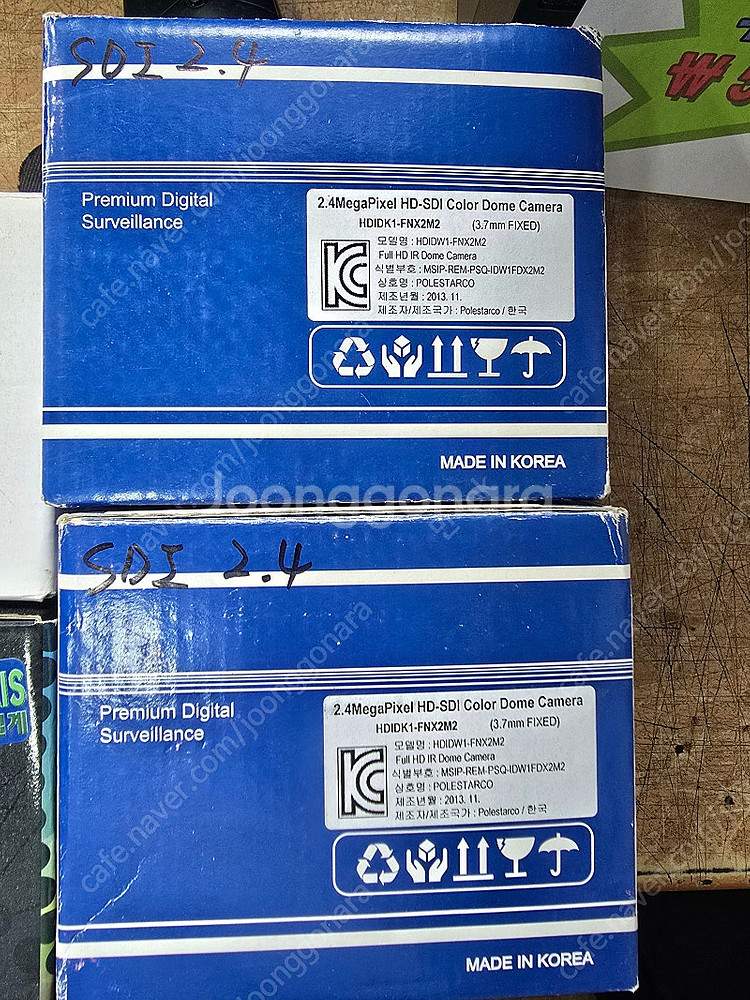 SDI 2.4
Premium Digital
Surveillance
2.4MegaPixel HD-SDI Color Dome Camera
HDIDK1-FNX2M2 (3.7mm FIXED)
모델명 : HDIDW1-FNX2M2
Full HD IR Dome Camera
식별부호 : MSIP-REM-PSQ-IDW1FDX2M2
상호명 : POLESTARCO
제조년월 : 2013. 11.
제조자/제조국가 : Polestarco / 한국
MADE IN KOREA
Joonggonara
SDI 2.4
Premium Digital
Surveillance
2.4MegaPixel HD-SDI Color Dome Camera
HDIDK1-FNX2M2 (3.7mm FIXED)
모델명 : HDIDW1-FNX2M2
Full HD IR Dome Camera
식별부호 : MSIP-REM-PSQ-IDW1FDX2M2
상호명 : POLESTARCO
제조년월 : 2013. 11.
제조자/제조국가 : Polestarco / 한국
MADE IN KOREA
cafe.naver.com/joonggonara